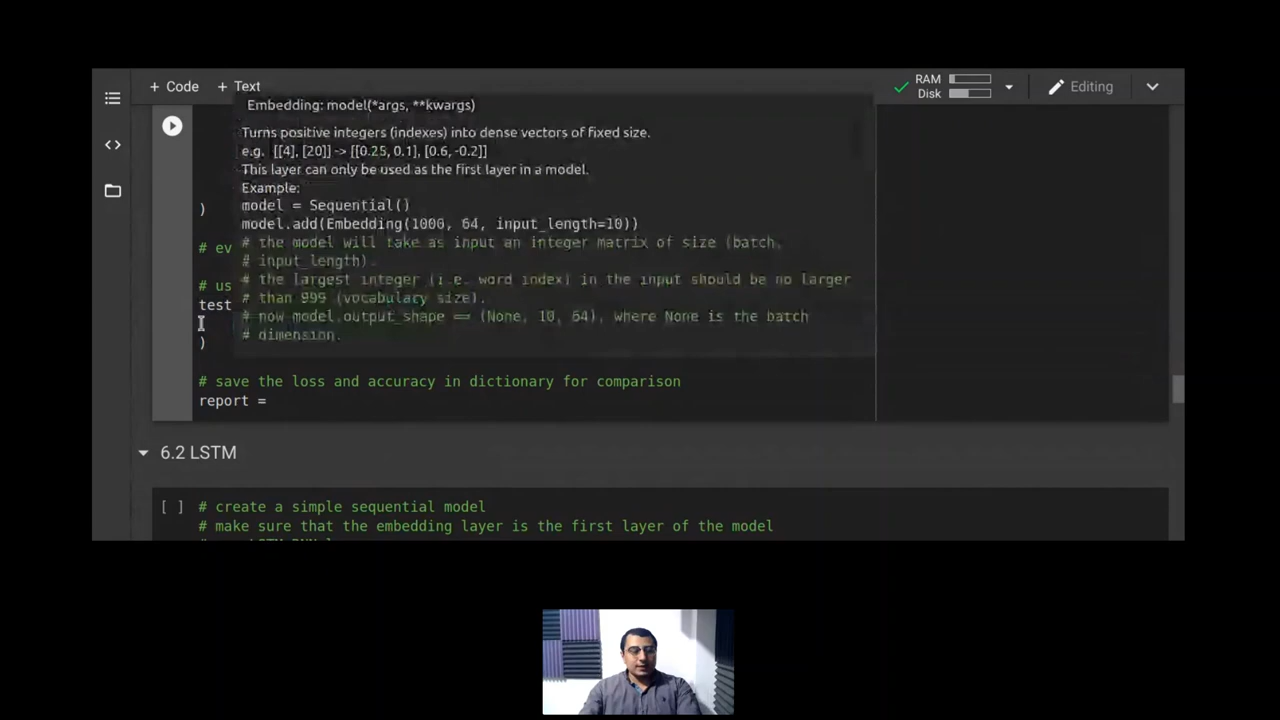 + Code + Text
RAM
Disk
Editing
Embedding: model(*args, **kwargs)
Turns positive integers (indexes) into dense vectors of fixed size.
e.g. [[4], [20]] -> [[0.25, 0.1], [0.6, -0.2]]
This layer can only be used as the first layer in a model.
Example:
model = Sequential()
)
model.add(Embedding(1000, 64, input_length=10))
# the model will take as input an integer matrix of size (batch,
# ev
# input_length).
# the largest integer (i.e. word index) in the input should be no larger
# us
# than 999 (vocabulary size).
test
# now model.output_shape == (None, 10, 64), where None is the batch
# dimension.
)
# save the loss and accuracy in dictionary for comparison
report =
6.2 LSTM
[ ] # create a simple sequential model
# make sure that the embedding layer is the first layer of the model